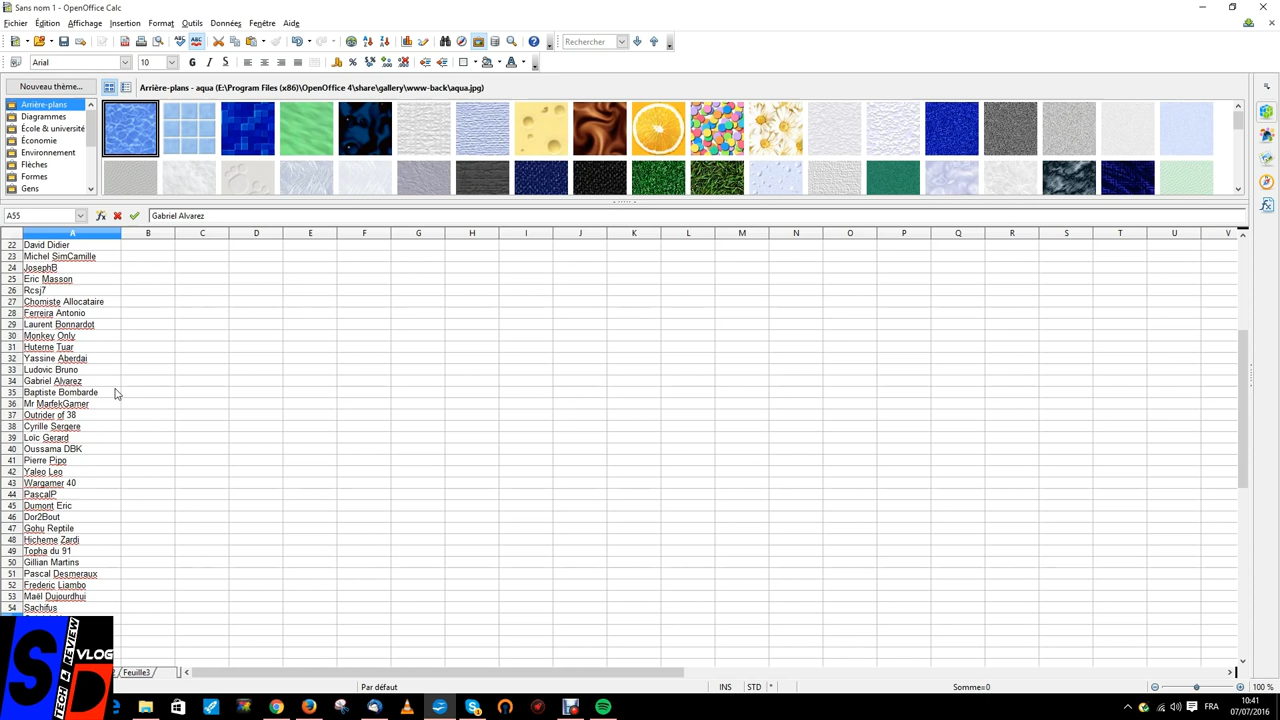 Sans nom 1 - OpenOffice Calc
Fichier Édition Affichage Insertion Format Outils Données Fenêtre Aide
Rechercher
Arial 10 G I S
Nouveau thème... Arrière-plans - aqua (E:\Program Files (x86)\OpenOffice 4\share\gallery\www-back\aqua.jpg)
Arrière-plans
Diagrammes
École & université
Économie
Environnement
Flèches
Formes
Gens
A55 Gabriel Alvarez
A B C D E F G H I J K L M N O P Q R S T U V
22 David Didier
23 Michel SimCamille
24 JosephB
25 Eric Masson
26 Rcsj7
27 Chomiste Allocataire
28 Ferreira Antonio
29 Laurent Bonnardot
30 Monkey Only
31 Huterne Tuar
32 Yassine Aberdai
33 Ludovic Bruno
34 Gabriel Alvarez
35 Baptiste Bombarde
36 Mr MarfekGamer
37 Outrider of 38
38 Cyrille Sergere
39 Loïc Gerard
40 Oussama DBK
41 Pierre Pipo
42 Yaleo Leo
43 Wargamer 40
44 PascalP
45 Dumont Eric
46 Dor2Bout
47 Gohu Reptile
48 Hicheme Zardi
49 Topha du 91
50 Gillian Martins
51 Pascal Desmeraux
52 Frederic Liambo
53 Maël Dujourdhui
54 Sachifus
S D TECH & REVIEW VLOG
Feuille3
Par défaut INS STD * Somme=0 100 %
FRA 10:41
07/07/2016